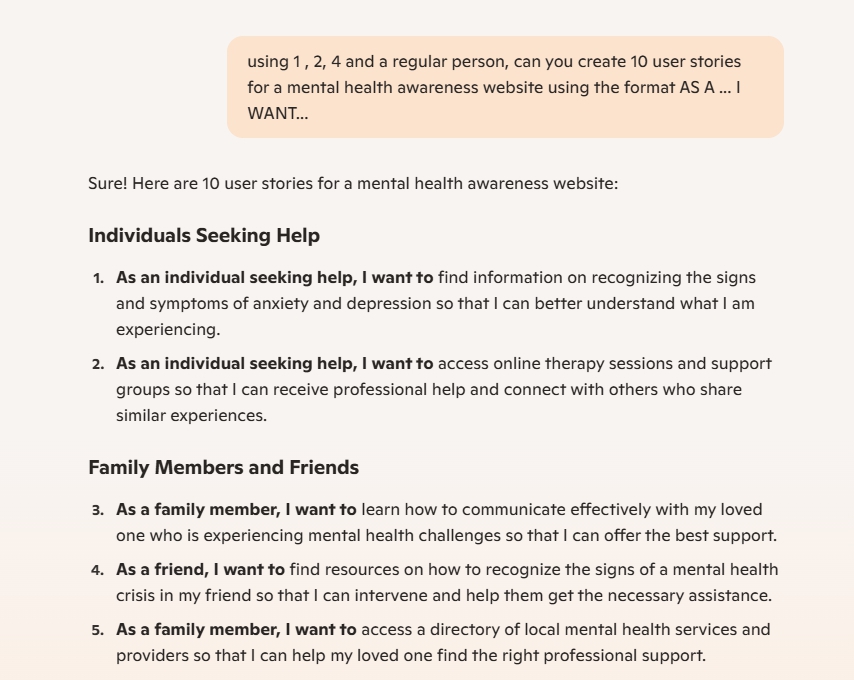 using 1 , 2, 4 and a regular person, can you create 10 user stories
for a mental health awareness website using the format AS A ... I
WANT...
Sure! Here are 10 user stories for a mental health awareness website:
Individuals Seeking Help
1. As an individual seeking help, I want to find information on recognizing the signs
and symptoms of anxiety and depression so that I can better understand what I am
experiencing.
2. As an individual seeking help, I want to access online therapy sessions and support
groups so that I can receive professional help and connect with others who share
similar experiences.
Family Members and Friends
3. As a family member, I want to learn how to communicate effectively with my loved
one who is experiencing mental health challenges so that I can offer the best support.
4. As a friend, I want to find resources on how to recognize the signs of a mental health
crisis in my friend so that I can intervene and help them get the necessary assistance.
5. As a family member, I want to access a directory of local mental health services and
providers so that I can help my loved one find the right professional support.